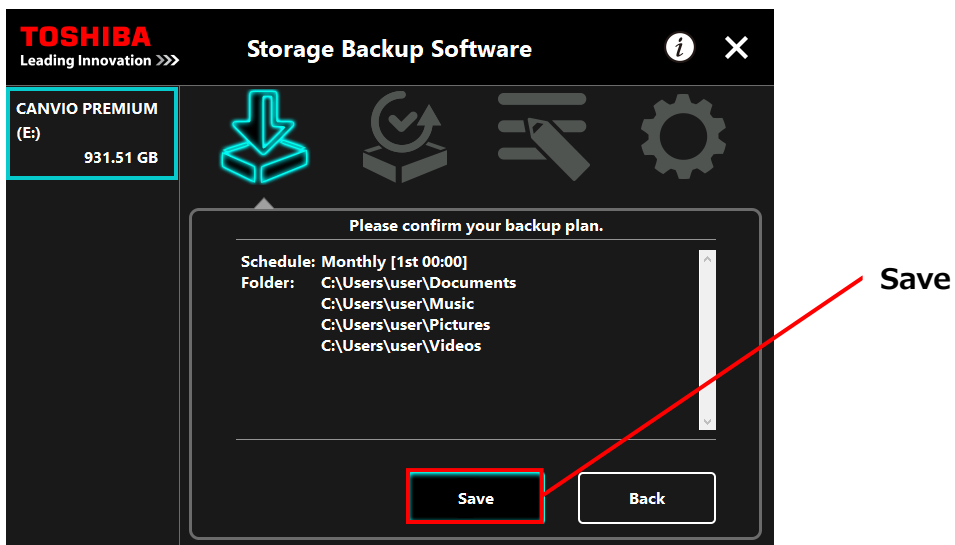 TOSHIBA
Leading Innovation >>>
Storage Backup Software
i
CANVIO PREMIUM
(E:)
931.51 GB
Please confirm your backup plan.
Schedule: Monthly [1st 00:00]
Folder: C:\Users\user\Documents
C:\Users\user\Music
C:\Users\user\Pictures
C:\Users\user\Videos
Save
Back
Save